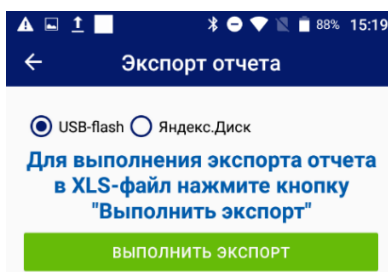 88% 15:19
Экспорт отчета
USB-flash Яндекс.Диск
Для выполнения экспорта отчета
в XLS-файл нажмите кнопку
"Выполнить экспорт"
ВЫПОЛНИТЬ ЭКСПОРТ